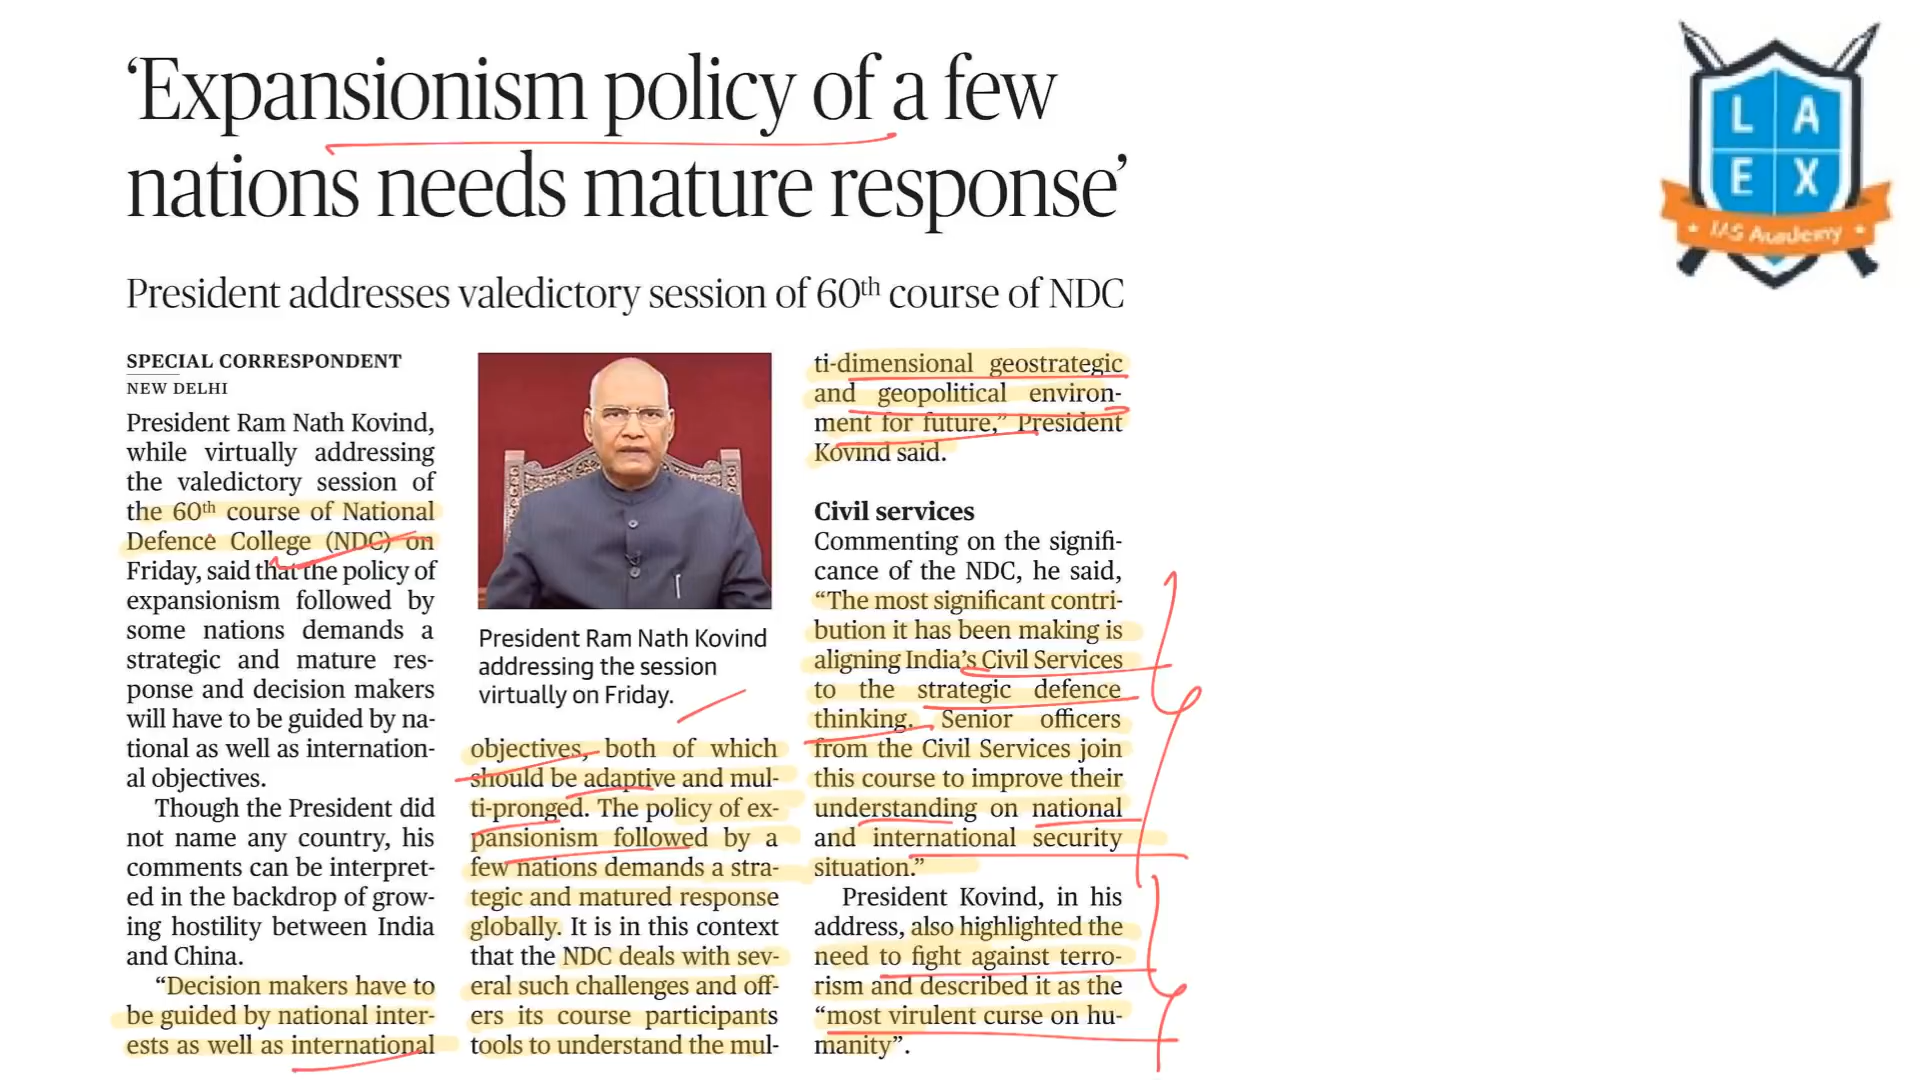 ‘Expansionism policy of a few
nations needs mature response’
President addresses valedictory session of 60th course of NDC
SPECIAL CORRESPONDENT
NEW DELHI
President Ram Nath Kovind,
while virtually addressing
the valedictory session of
the 60th course of National
Defence College (NDC) on
Friday, said that the policy of
expansionism followed by
some nations demands a
strategic and mature res-
ponse and decision makers
will have to be guided by na-
tional as well as internation-
al objectives.
Though the President did
not name any country, his
comments can be interpret-
ed in the backdrop of grow-
ing hostility between India
and China.
“Decision makers have to
be guided by national inter-
ests as well as international
President Ram Nath Kovind
addressing the session
virtually on Friday.
objectives, both of which
should be adaptive and mul-
ti-pronged. The policy of ex-
pansionism followed by a
few nations demands a stra-
tegic and matured response
globally. It is in this context
that the NDC deals with sev-
eral such challenges and off-
ers its course participants
tools to understand the mul-
ti-dimensional geostrategic
and geopolitical environ-
ment for future,” President
Kovind said.
Civil services
Commenting on the signifi-
cance of the NDC, he said,
“The most significant contri-
bution it has been making is
aligning India’s Civil Services
to the strategic defence
thinking. Senior officers
from the Civil Services join
this course to improve their
understanding on national
and international security
situation.”
President Kovind, in his
address, also highlighted the
need to fight against terro-
rism and described it as the
“most virulent curse on hu-
manity”.
L A
E X
IAS Academy